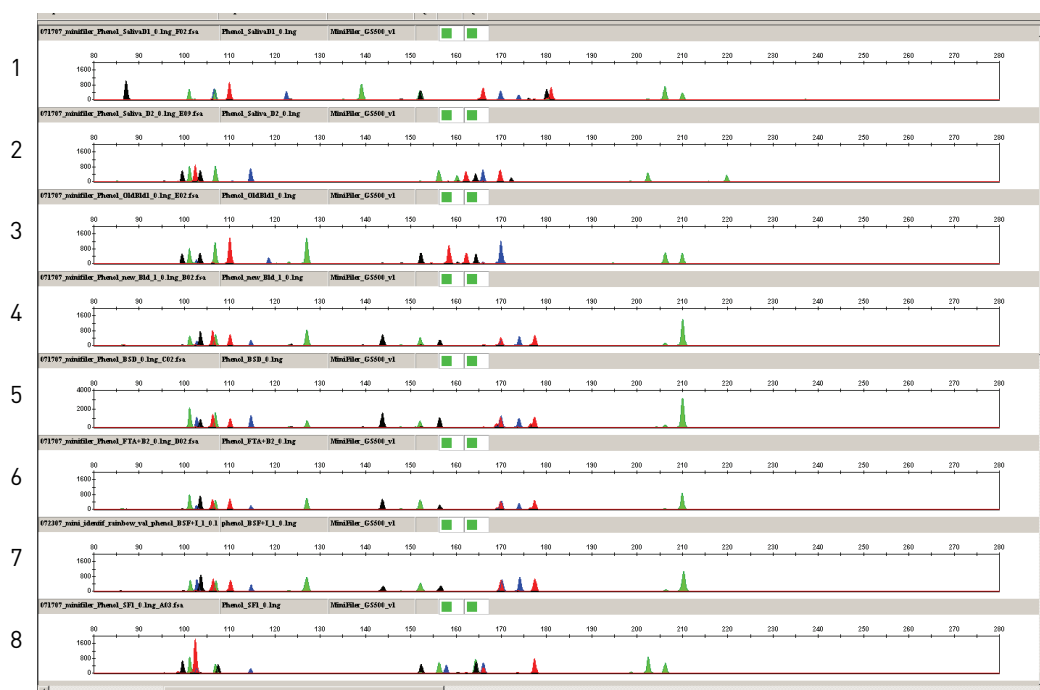 071707_minifiler_Phenol_SalivaD1_0.1ng_F02.fsa Phenol_SalivaD1_0.1ng MiniFiler_GS500_v1
80 90 100 110 120 130 140 150 160 170 180 190 200 210 220 230 240 250 260 270 280
1
1600
800
0
071707_minifiler_Phenol_Saliva_D2_0.1ng_E09.fsa Phenol_Saliva_D2_0.1ng MiniFiler_GS500_v1
80 90 100 110 120 130 140 150 160 170 180 190 200 210 220 230 240 250 260 270 280
2
1600
800
0
071707_minifiler_Phenol_OldBld1_0.1ng_E02.fsa Phenol_OldBld1_0.1ng MiniFiler_GS500_v1
80 90 100 110 120 130 140 150 160 170 180 190 200 210 220 230 240 250 260 270 280
3
1600
800
0
071707_minifiler_Phenol_new_Bld_1_0.1ng_B02.fsa Phenol_new_Bld_1_0.1ng MiniFiler_GS500_v1
80 90 100 110 120 130 140 150 160 170 180 190 200 210 220 230 240 250 260 270 280
4
1600
800
0
071707_minifiler_Phenol_BSD_0.1ng_C02.fsa Phenol_BSD_0.1ng MiniFiler_GS500_v1
80 90 100 110 120 130 140 150 160 170 180 190 200 210 220 230 240 250 260 270 280
5
4000
2000
0
071707_minifiler_Phenol_FTA+B2_0.1ng_D02.fsa Phenol_FTA+B2_0.1ng MiniFiler_GS500_v1
80 90 100 110 120 130 140 150 160 170 180 190 200 210 220 230 240 250 260 270 280
6
1600
800
0
072307_mini_identif_rainbow_val_phenol_BSF+I_1_0.1 phenol_BSF+I_1_0.1ng MiniFiler_GS500_v1
80 90 100 110 120 130 140 150 160 170 180 190 200 210 220 230 240 250 260 270 280
7
1600
800
0
071707_minifiler_Phenol_SF1_0.1ng_A03.fsa Phenol_SF1_0.1ng MiniFiler_GS500_v1
80 90 100 110 120 130 140 150 160 170 180 190 200 210 220 230 240 250 260 270 280
8
1600
800
0